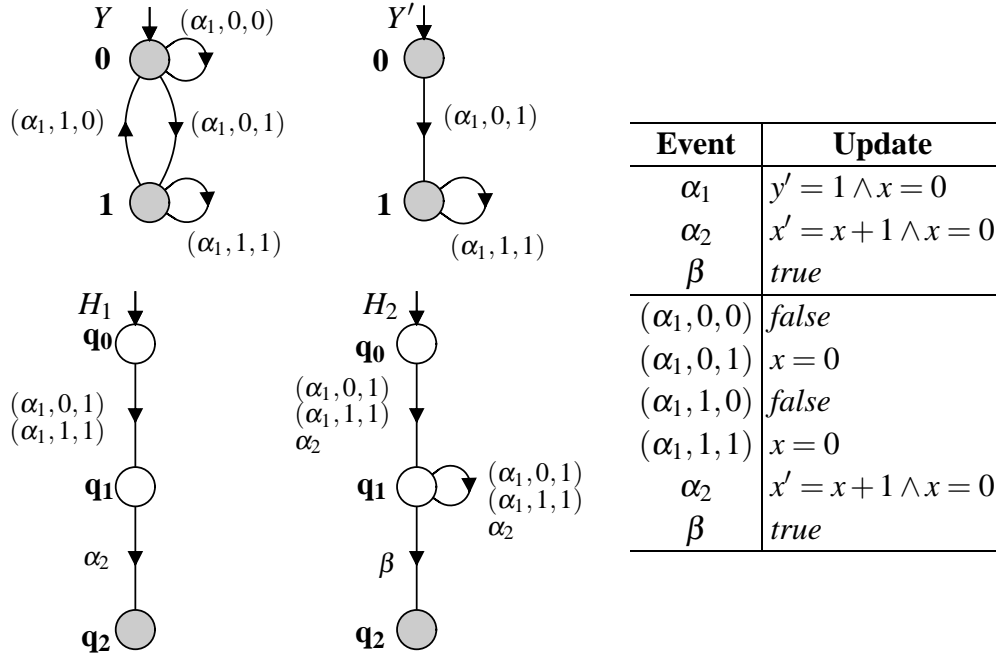 Y
(α₁,0,0)
0
(α₁,1,0)
(α₁,0,1)
1
(α₁,1,1)
Y′
0
(α₁,0,1)
1
(α₁,1,1)
H₁
q₀
(α₁,0,1)
(α₁,1,1)
q₁
α₂
q₂
H₂
q₀
(α₁,0,1)
(α₁,1,1)
α₂
q₁
(α₁,0,1)
(α₁,1,1)
α₂
β
q₂
Event Update
α₁ y′ = 1 ∧ x = 0
α₂ x′ = x + 1 ∧ x = 0
β true
(α₁,0,0) false
(α₁,0,1) x = 0
(α₁,1,0) false
(α₁,1,1) x = 0
α₂ x′ = x + 1 ∧ x = 0
β true